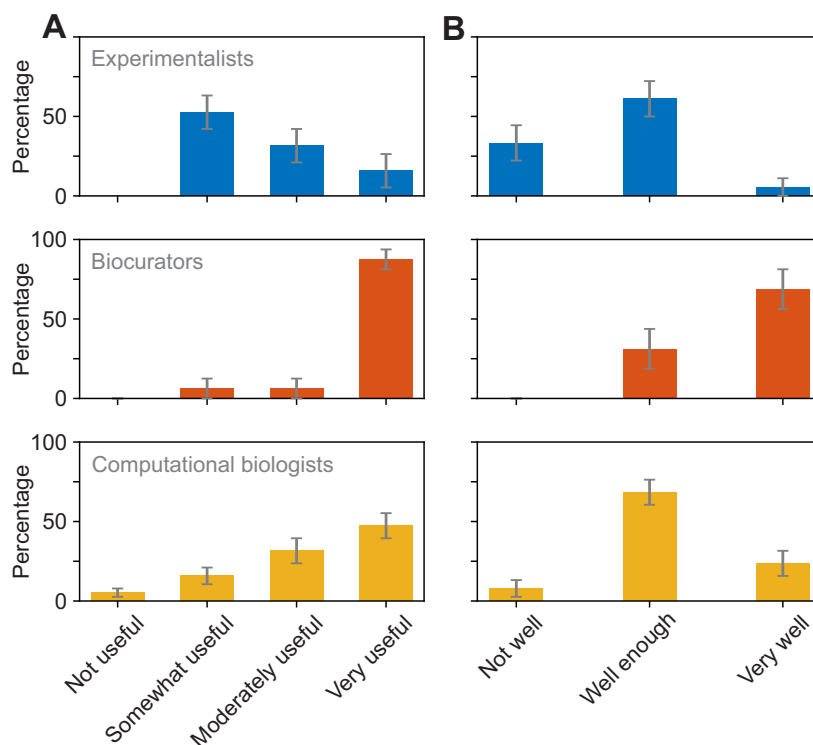 A
B
Experimentalists
Percentage
50
0
Biocurators
Percentage
100
50
0
Computational biologists
Percentage
100
50
0
Not useful
Somewhat useful
Moderately useful
Very useful
Not well
Well enough
Very well